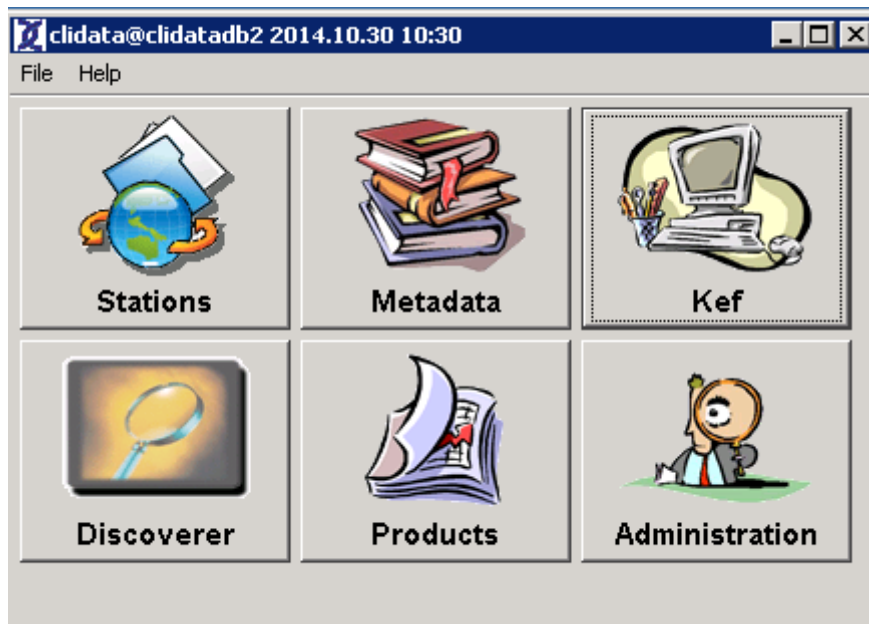 clidata@clidatadb2 2014.10.30 10:30
File Help
Stations Metadata Kef
Discoverer Products Administration